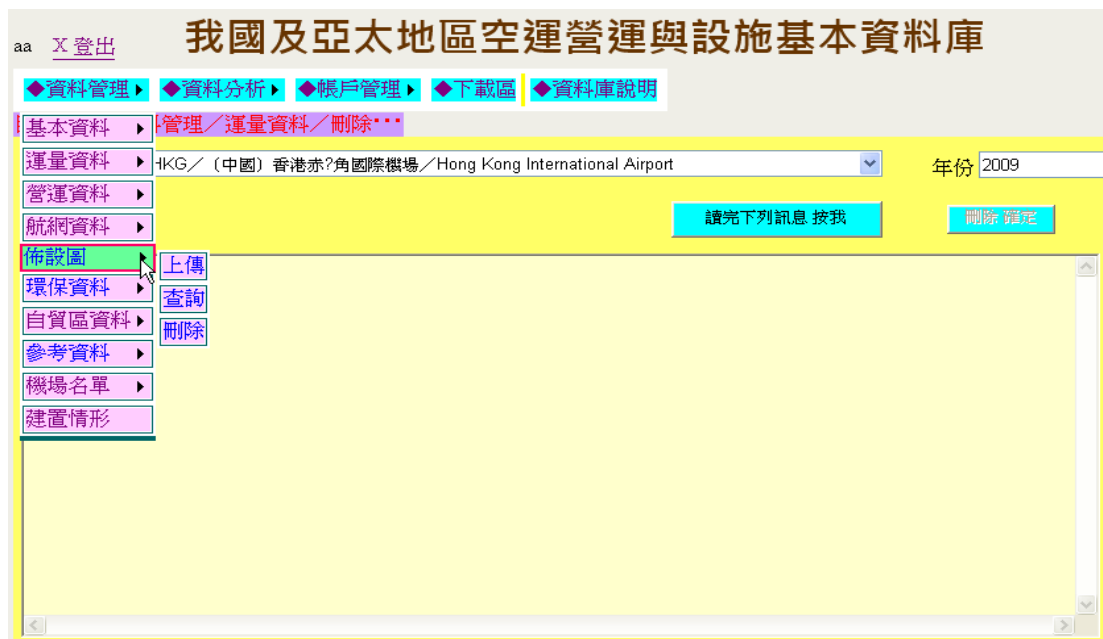 aa X 登出 我國及亞太地區空運營運與設施基本資料庫
◆資料管理▶ ◆資料分析▶ ◆帳戶管理▶ ◆下載區 ◆資料庫說明
管理／運量資料／刪除···
基本資料 ▶
運量資料 ▶ HKG／（中國）香港赤?角國際機場／Hong Kong International Airport 年份 2009
營運資料 ▶
讀完下列訊息 按我 刪除 確定
航網資料 ▶
佈設圖 ▶ 上傳
環保資料 ▶ 查詢
自貿區資料 ▶ 刪除
參考資料 ▶
機場名單 ▶
建置情形